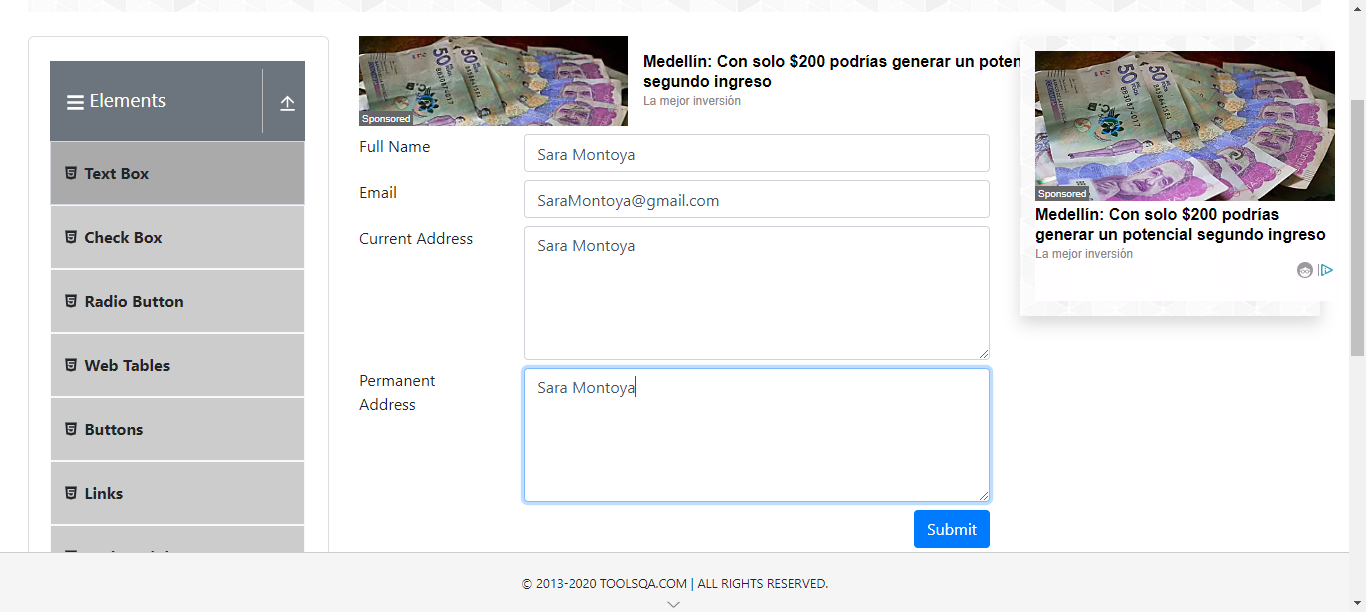 Elements
Text Box
Check Box
Radio Button
Web Tables
Buttons
Links
Sponsored
Medellín: Con solo $200 podrías generar un poten
segundo ingreso
La mejor inversión
Full Name
Sara Montoya
Email
SaraMontoya@gmail.com
Current Address
Sara Montoya
Permanent
Address
Sara Montoya
Submit
Sponsored
Medellín: Con solo $200 podrías
generar un potencial segundo ingreso
La mejor inversión
© 2013-2020 TOOLSQA.COM | ALL RIGHTS RESERVED.